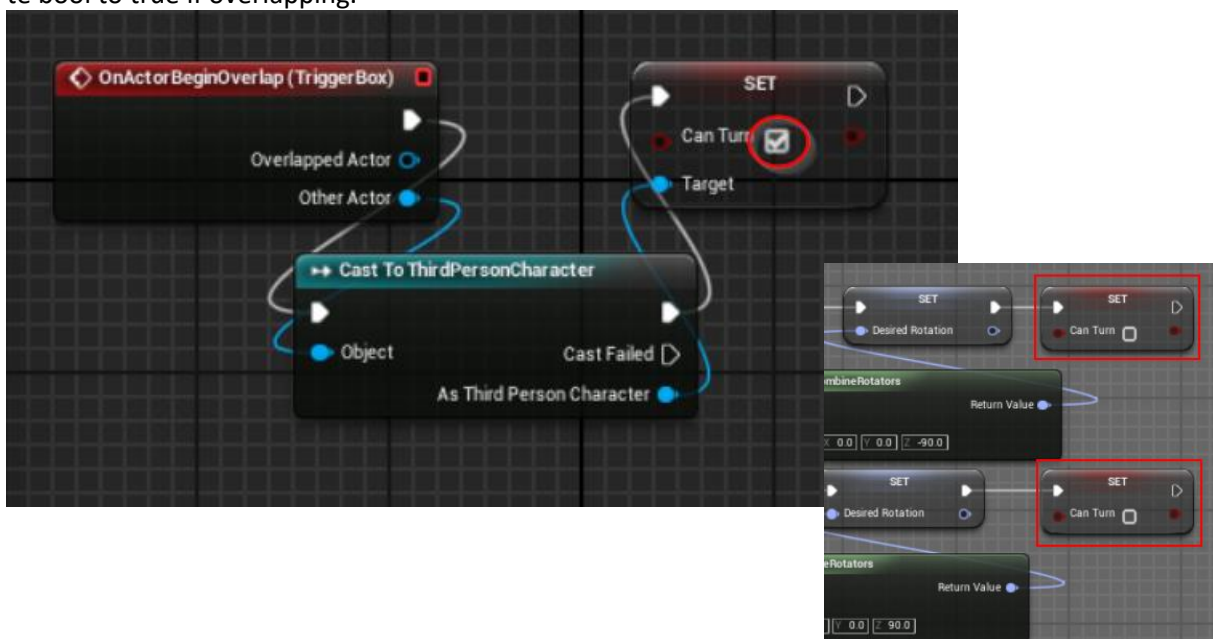 te bool to true if overlapping.
OnActorBeginOverlap (TriggerBox)
Overlapped Actor
Other Actor
SET
Can Turn
Target
Cast To ThirdPersonCharacter
Object
Cast Failed
As Third Person Character
SET
Desired Rotation
SET
Can Turn
ombineRotators
Return Value
X 0.0 Y 0.0 Z -90.0
SET
Desired Rotation
SET
Can Turn
eRotators
Return Value
Y 0.0 Z 90.0